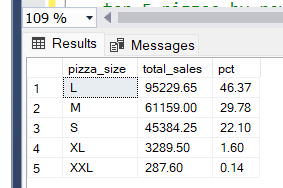 109 %
Results Messages
pizza_size total_sales pct
1 L 95229.65 46.37
2 M 61159.00 29.78
3 S 45384.25 22.10
4 XL 3289.50 1.60
5 XXL 287.60 0.14